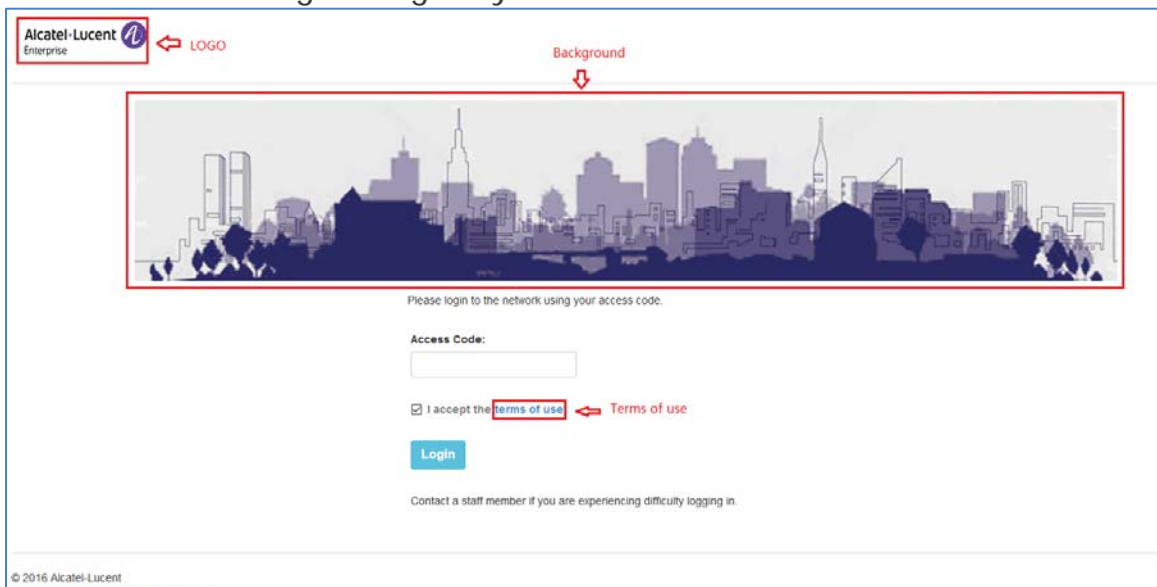 Alcatel·Lucent
Enterprise
LOGO
Background
Please login to the network using your access code.
Access Code:
I accept the terms of use
Terms of use
Login
Contact a staff member if you are experiencing difficulty logging in.
© 2016 Alcatel-Lucent